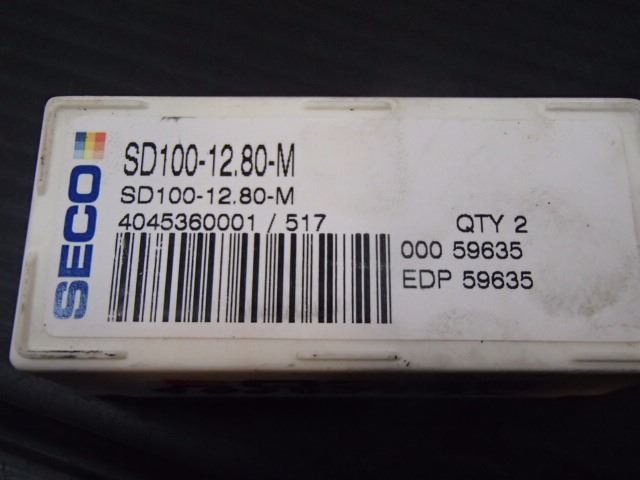 SECO
SD100-12.80-M
SD100-12.80-M
4045360001 / 517
QTY 2
000 59635
EDP 59635